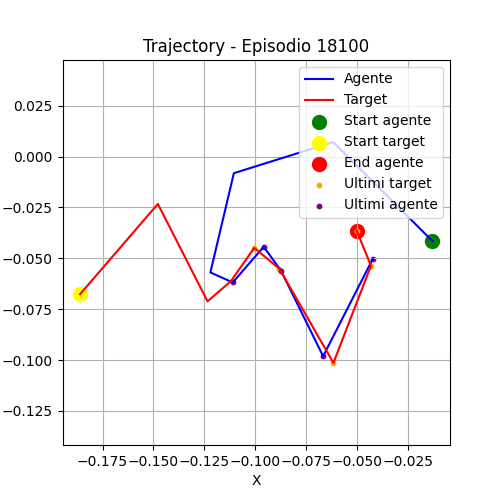 Trajectory - Episodio 18100
Agente
Target
Start agente
Start target
End agente
Ultimi target
Ultimi agente
0.025
0.000
−0.025
−0.050
−0.075
−0.100
−0.125
−0.175 −0.150 −0.125 −0.100 −0.075 −0.050 −0.025
X